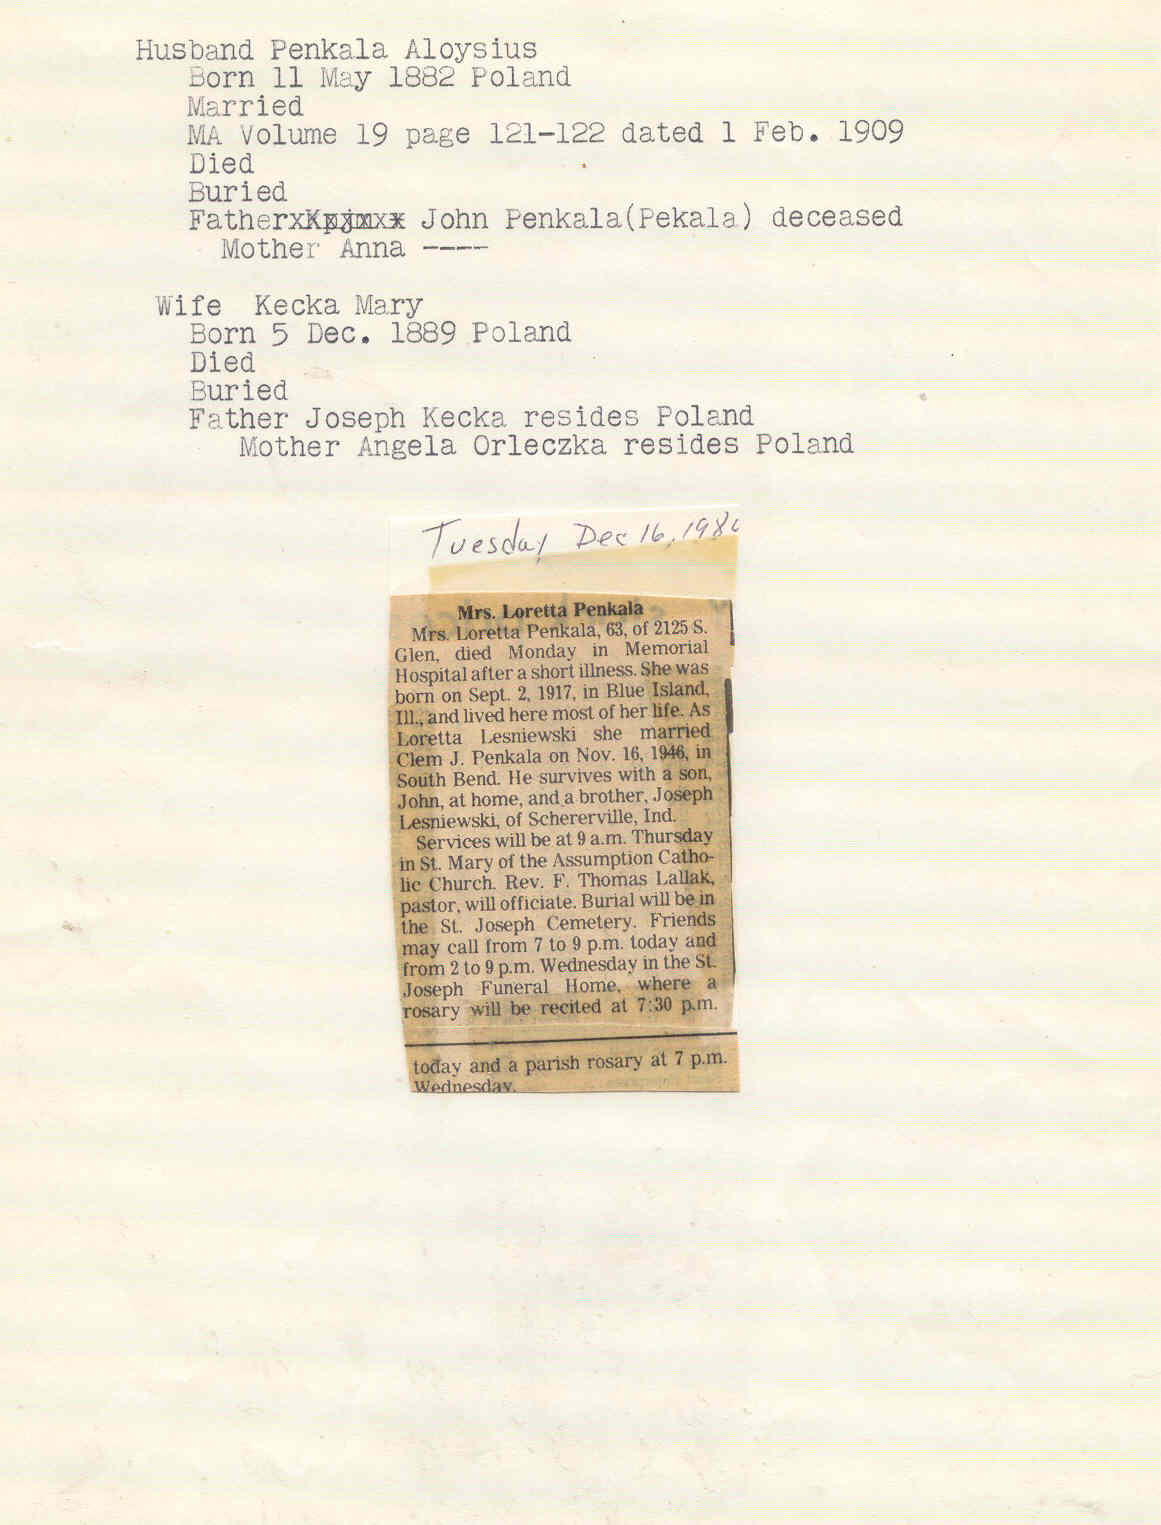 Husband Penkala Aloysius
Born 11 May 1882 Poland
Married
MA Volume 19 page 121-122 dated 1 Feb. 1909
Died
Buried
Father John Penkala(Pekala) deceased
Mother Anna ----
Wife Kecka Mary
Born 5 Dec. 1889 Poland
Died
Buried
Father Joseph Kecka resides Poland
Mother Angela Orleczka resides Poland
Tuesday Dec 16,
Mrs. Loretta Penkala
Mrs. Loretta Penkala, 63, of 2125 S.
Glen, died Monday in Memorial
Hospital after a short illness. She was
born on Sept. 2, 1917, in Blue Island,
Ill., and lived here most of her life. As
Loretta Lesniewski she married
Clem J. Penkala on Nov. 16, 1946, in
South Bend. He survives with a son,
John, at home, and a brother, Joseph
Lesniewski, of Schererville, Ind.
Services will be at 9 a.m. Thursday
in St. Mary of the Assumption Catho-
lic Church. Rev. F. Thomas Lallak,
pastor, will officiate. Burial will be in
the St. Joseph Cemetery. Friends
may call from 7 to 9 p.m. today and
from 2 to 9 p.m. Wednesday in the St.
Joseph Funeral Home, where a
rosary will be recited at 7:30 p.m.
today and a parish rosary at 7 p.m.
Wednesday.